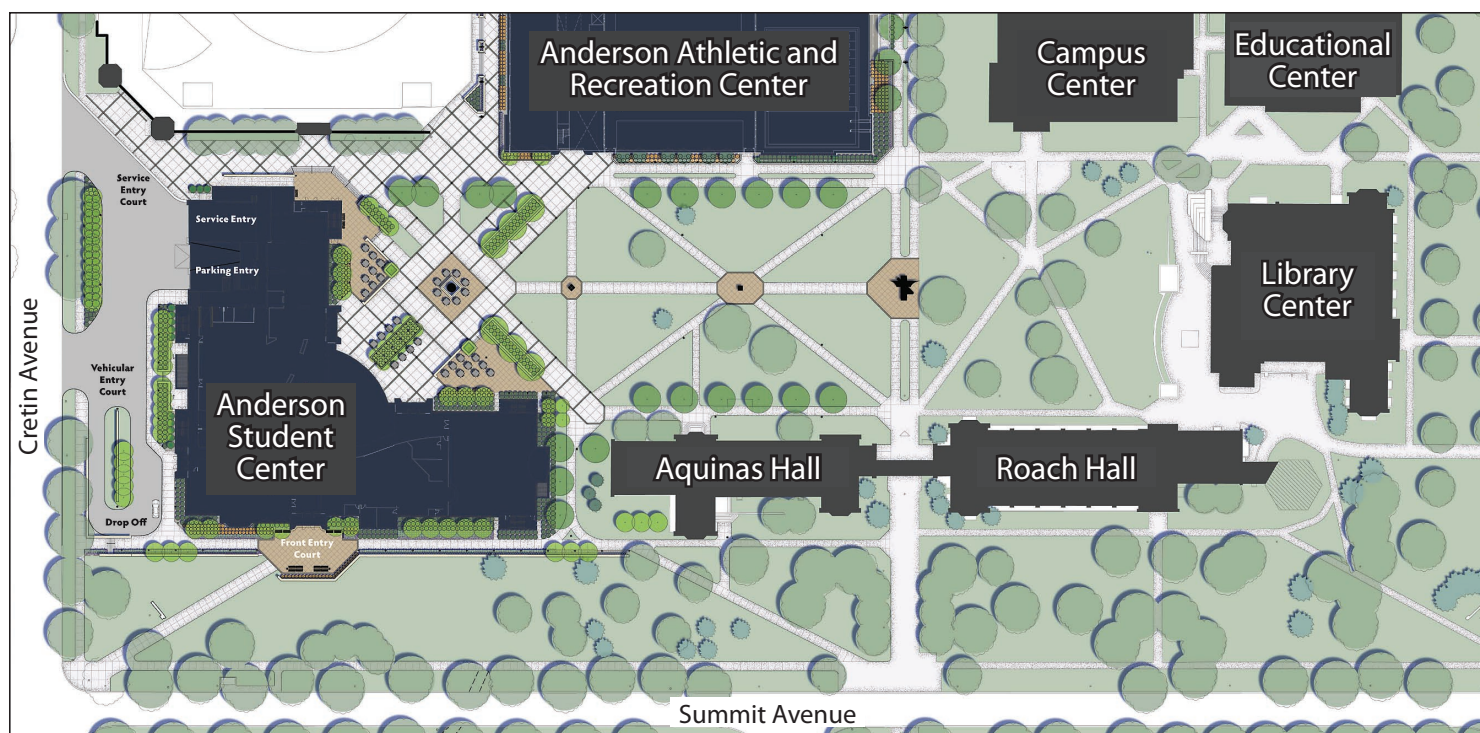 Anderson Athletic and
Recreation Center
Campus
Center
Educational
Center
Service
Entry
Court
Service Entry
Parking Entry
Library
Center
Cretin Avenue
Vehicular
Entry
Court
Anderson
Student
Center
Aquinas Hall
Roach Hall
Drop Off
Front Entry
Court
Summit Avenue